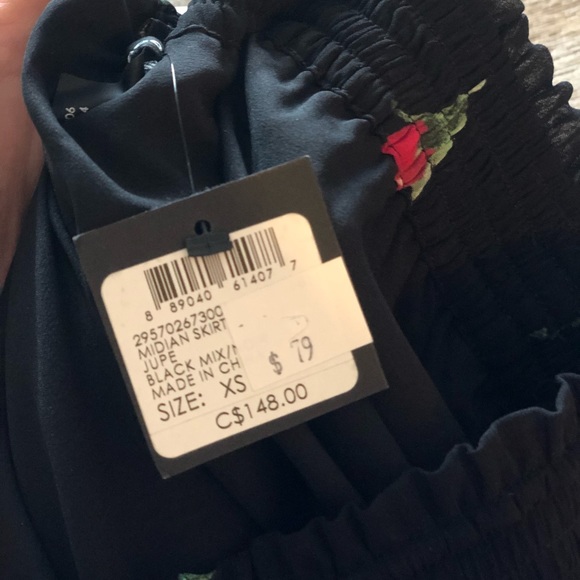 8 89040 61407 7
29570267300
MIDIAN SKIRT
JUPE
BLACK MIX/
MADE IN CH
SIZE: XS
$ 79
C$148.00